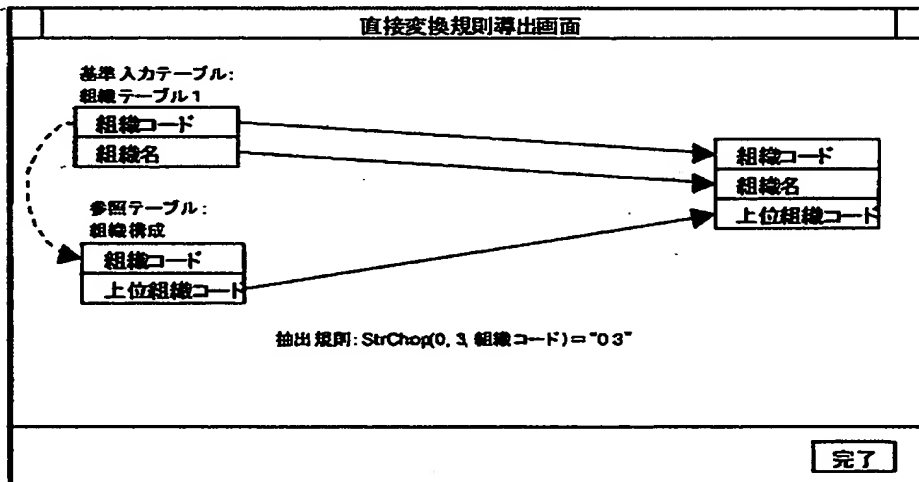 直接変換規則導出画面
基準入力テーブル:
組織テーブル1
組織コード
組織名
組織コード
組織名
上位組織コード
参照テーブル:
組織構成
組織コード
上位組織コード
抽出規則: StrChop(0, 3, 組織コード) = "03"
完了